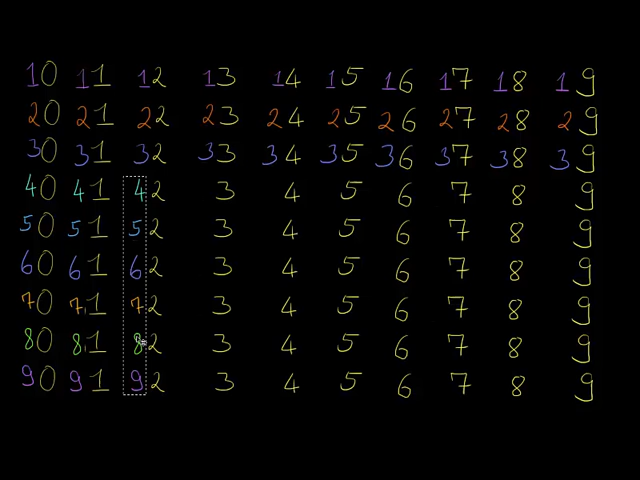 10 11 12 13 14 15 16 17 18 19
20 21 22 23 24 25 26 27 28 29
30 31 32 33 34 35 36 37 38 39
40 41 42 3 4 5 6 7 8 9
50 51 52 3 4 5 6 7 8 9
60 61 62 3 4 5 6 7 8 9
70 71 72 3 4 5 6 7 8 9
80 81 82 3 4 5 6 7 8 9
90 91 92 3 4 5 6 7 8 9